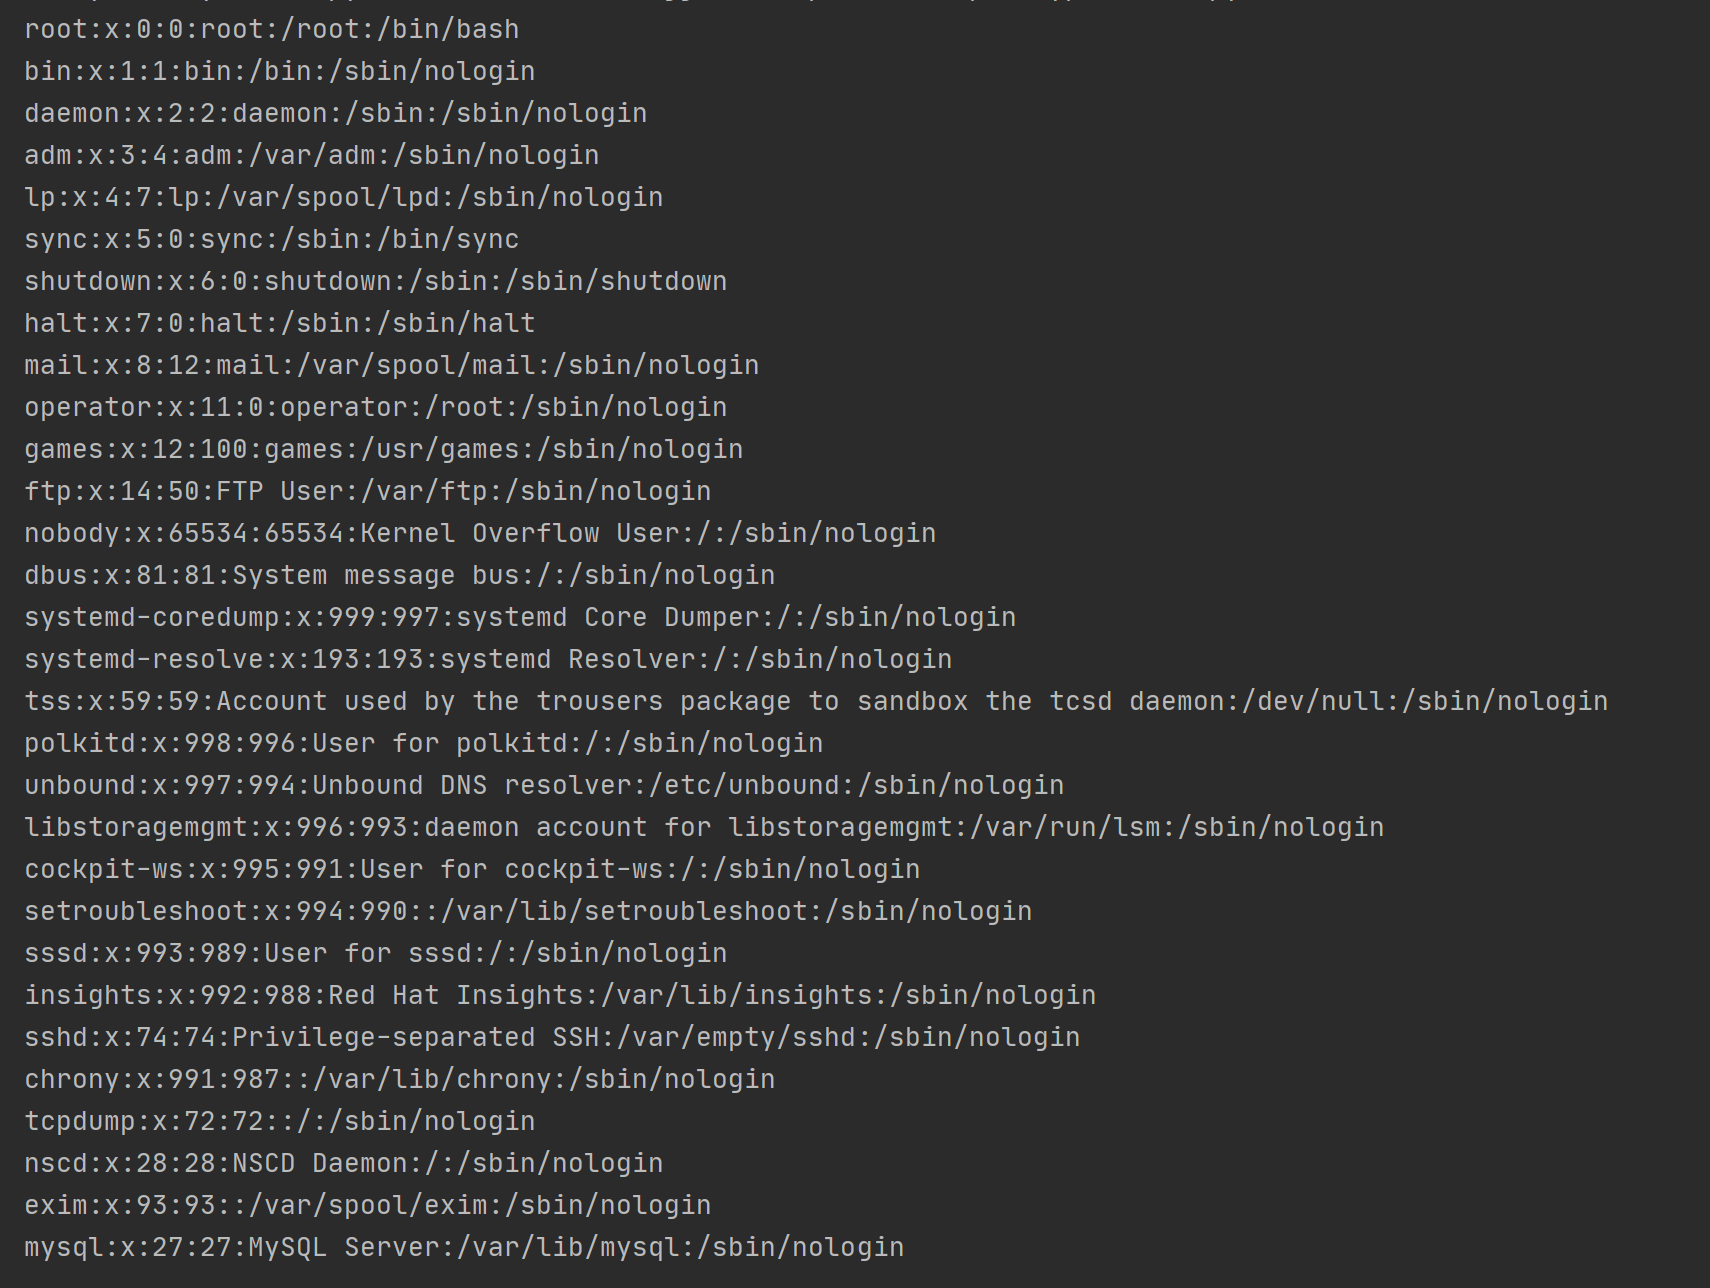 root:x:0:0:root:/root:/bin/bash
bin:x:1:1:bin:/bin:/sbin/nologin
daemon:x:2:2:daemon:/sbin:/sbin/nologin
adm:x:3:4:adm:/var/adm:/sbin/nologin
lp:x:4:7:lp:/var/spool/lpd:/sbin/nologin
sync:x:5:0:sync:/sbin:/bin/sync
shutdown:x:6:0:shutdown:/sbin:/sbin/shutdown
halt:x:7:0:halt:/sbin:/sbin/halt
mail:x:8:12:mail:/var/spool/mail:/sbin/nologin
operator:x:11:0:operator:/root:/sbin/nologin
games:x:12:100:games:/usr/games:/sbin/nologin
ftp:x:14:50:FTP User:/var/ftp:/sbin/nologin
nobody:x:65534:65534:Kernel Overflow User:/:/sbin/nologin
dbus:x:81:81:System message bus:/:/sbin/nologin
systemd-coredump:x:999:997:systemd Core Dumper:/:/sbin/nologin
systemd-resolve:x:193:193:systemd Resolver:/:/sbin/nologin
tss:x:59:59:Account used by the trousers package to sandbox the tcsd daemon:/dev/null:/sbin/nologin
polkitd:x:998:996:User for polkitd:/:/sbin/nologin
unbound:x:997:994:Unbound DNS resolver:/etc/unbound:/sbin/nologin
libstoragemgmt:x:996:993:daemon account for libstoragemgmt:/var/run/lsm:/sbin/nologin
cockpit-ws:x:995:991:User for cockpit-ws:/:/sbin/nologin
setroubleshoot:x:994:990::/var/lib/setroubleshoot:/sbin/nologin
sssd:x:993:989:User for sssd:/:/sbin/nologin
insights:x:992:988:Red Hat Insights:/var/lib/insights:/sbin/nologin
sshd:x:74:74:Privilege-separated SSH:/var/empty/sshd:/sbin/nologin
chrony:x:991:987::/var/lib/chrony:/sbin/nologin
tcpdump:x:72:72::/:/sbin/nologin
nscd:x:28:28:NSCD Daemon:/:/sbin/nologin
exim:x:93:93::/var/spool/exim:/sbin/nologin
mysql:x:27:27:MySQL Server:/var/lib/mysql:/sbin/nologin